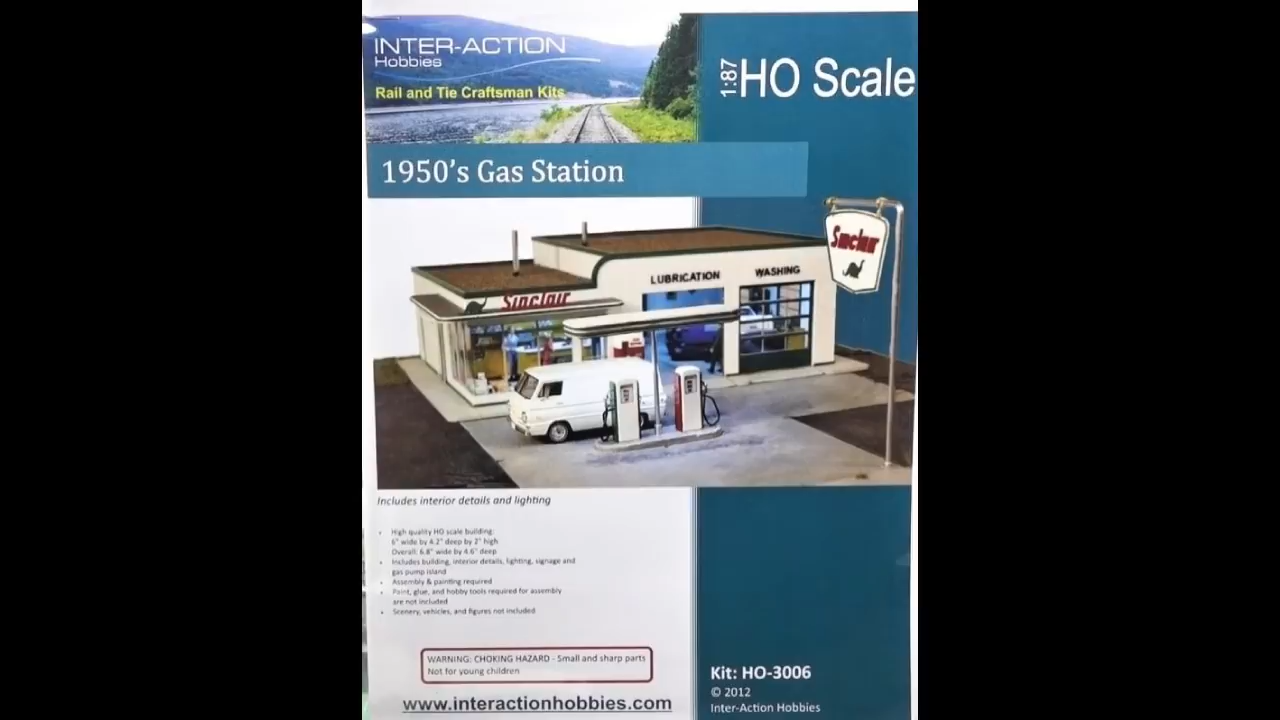 INTER-ACTION
Hobbies
Rail and Tie Craftsman Kits
1:87 HO Scale
1950's Gas Station
Sinclair
LUBRICATION
WASHING
Sinclair
Includes interior details and lighting
High quality HO scale building:
6" wide by 4.2" deep by 2" high
Overall: 6.8" wide by 4.6" deep
Includes building, interior details, lighting, signage and
gas pump island
Assembly & painting required
Paint, glue, and hobby tools required for assembly
are not included
Scenery, vehicles, and figures not included
WARNING: CHOKING HAZARD - Small and sharp parts
Not for young children
www.interactionhobbies.com
Kit: HO-3006
© 2012
Inter-Action Hobbies